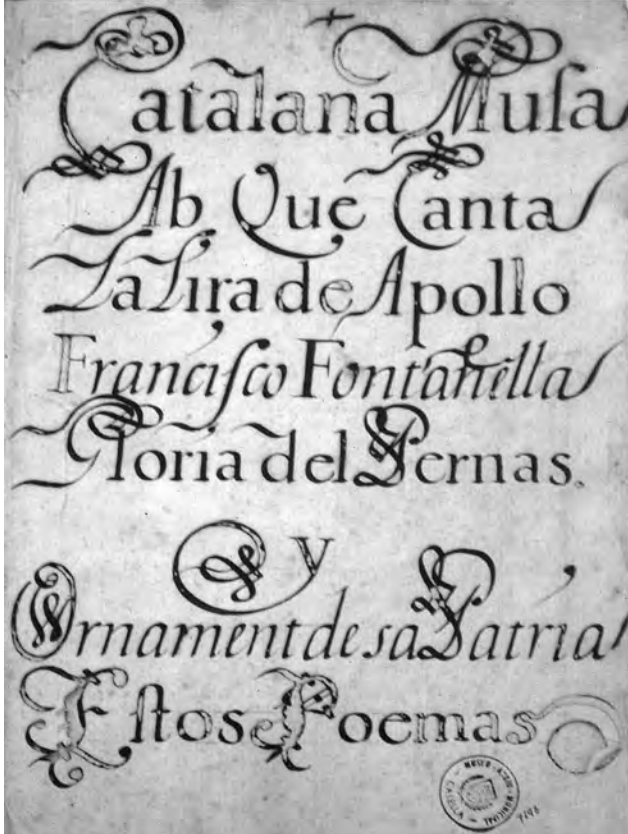 Catalana Muſa
Ab Que Canta
La Lira de Apollo
Franciſco Fontanella
Gloria del Pernas.
y
Ornament de sa Patria
Eſtos Poemas